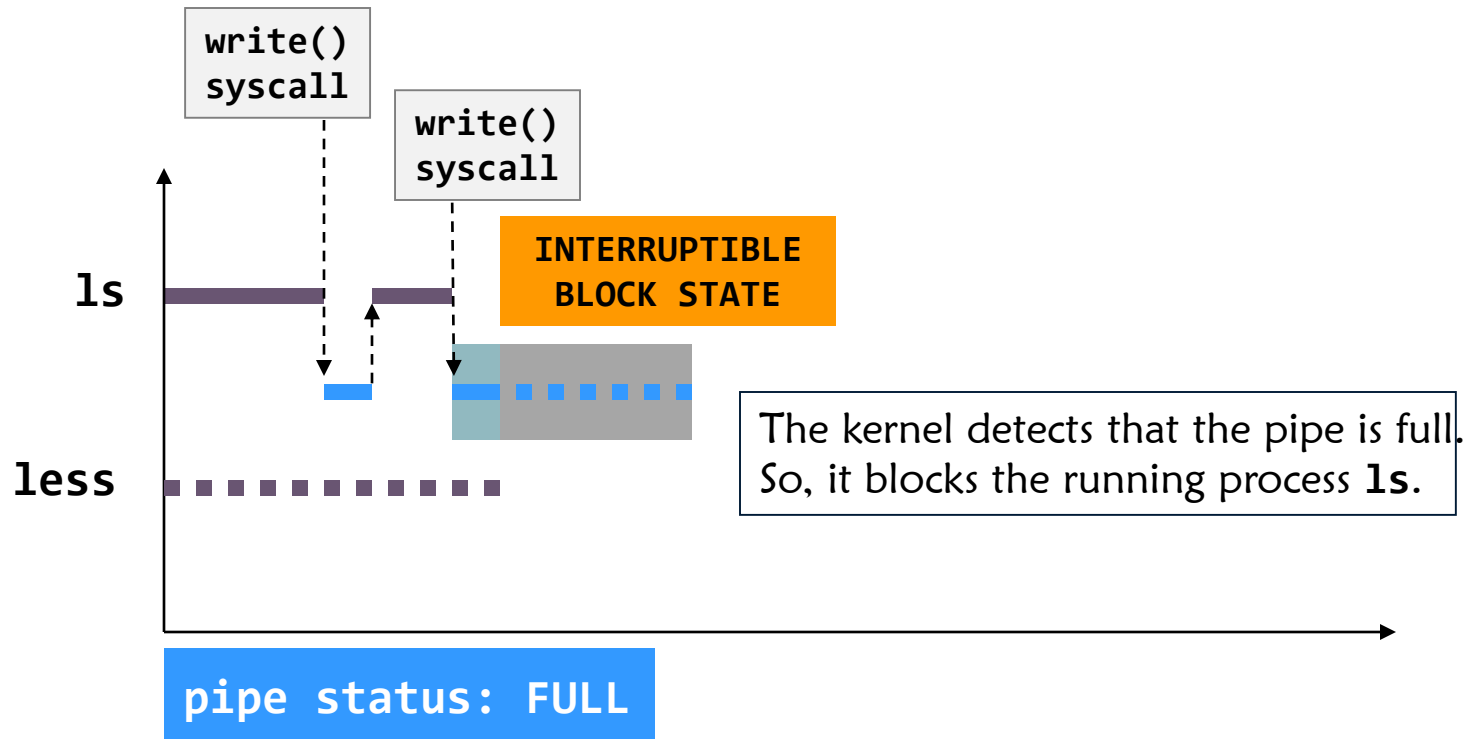 write()
syscall
write()
syscall
INTERRUPTIBLE
BLOCK STATE
ls
The kernel detects that the pipe is full.
So, it blocks the running process ls.
less
pipe status: FULL